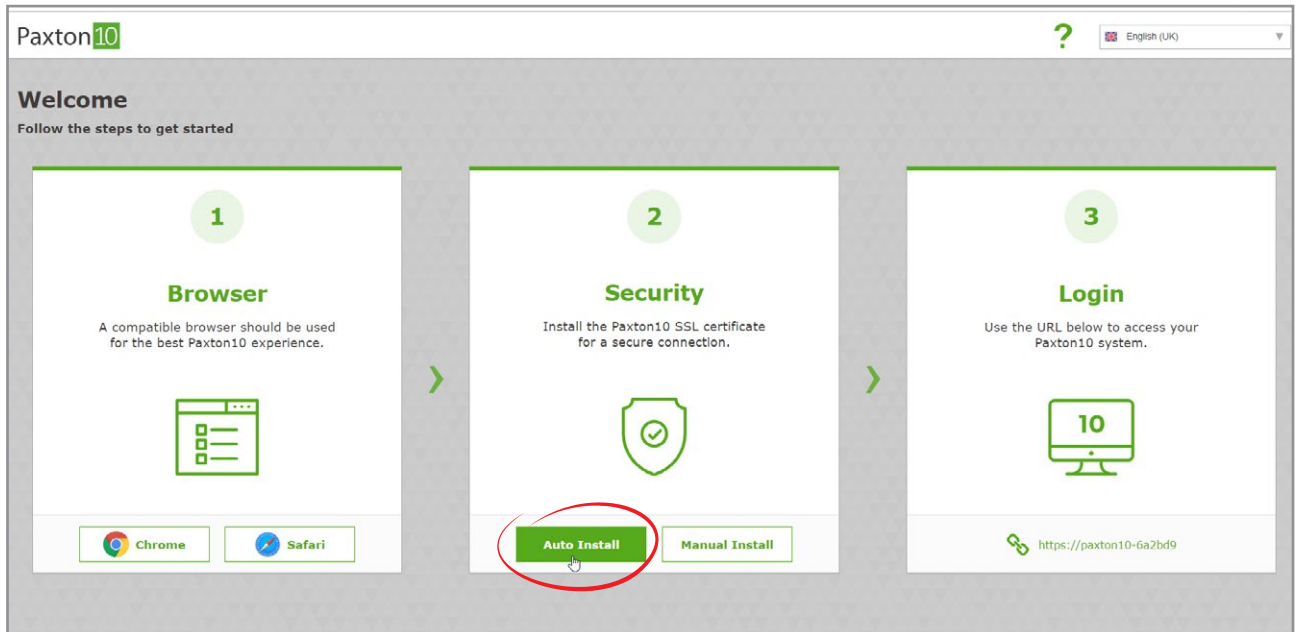 Paxton10
? English (UK)
Welcome
Follow the steps to get started
1
Browser
A compatible browser should be used
for the best Paxton10 experience.
Chrome Safari
2
Security
Install the Paxton10 SSL certificate
for a secure connection.
Auto Install Manual Install
3
Login
Use the URL below to access your
Paxton10 system.
10
https://paxton10-6a2bd9